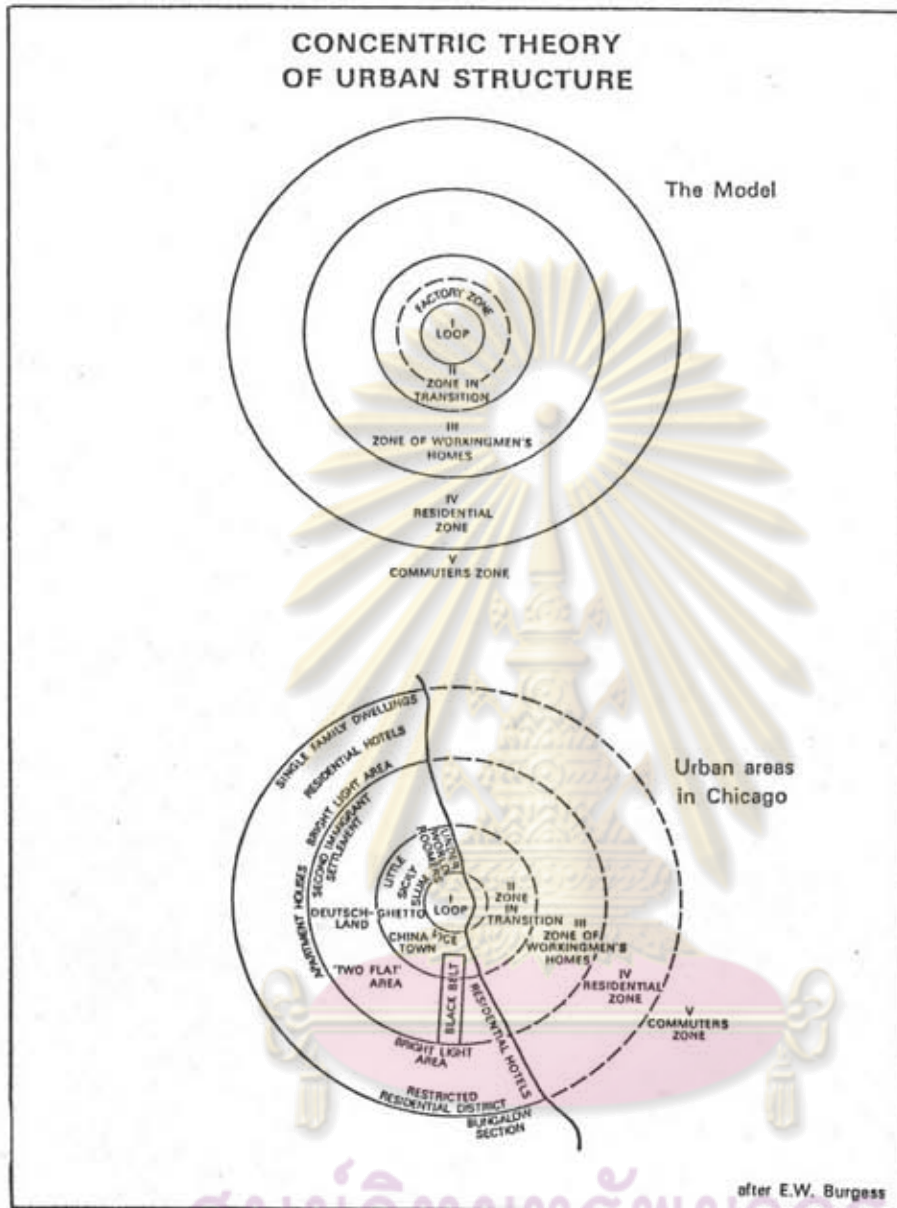 CONCENTRIC THEORY
OF URBAN STRUCTURE
The Model
FACTORY ZONE
I
LOOP
II
ZONE IN
TRANSITION
III
ZONE OF WORKINGMEN'S
HOMES
IV
RESIDENTIAL
ZONE
V
COMMUTERS ZONE
Urban areas
in Chicago
SINGLE FAMILY DWELLINGS
RESIDENTIAL HOTELS
BRIGHT LIGHT AREA
SECOND IMMIGRANT
SETTLEMENT
APARTMENT HOUSES
UNDER
WORLD
ROOMERS
LITTLE
SICILY
SLUM
DEUTSCH-
LAND
GHETTO
I
LOOP
CHINA
TOWN
VICE
"TWO FLAT"
AREA
BLACK BELT
RESIDENTIAL HOTELS
BRIGHT LIGHT
AREA
RESTRICTED
RESIDENTIAL DISTRICT
BUNGALOW
SECTION
II
ZONE
IN
TRANSITION
III
ZONE OF
WORKINGMEN'S
HOMES
IV
RESIDENTIAL
ZONE
V
COMMUTERS
ZONE
after E.W. Burgess